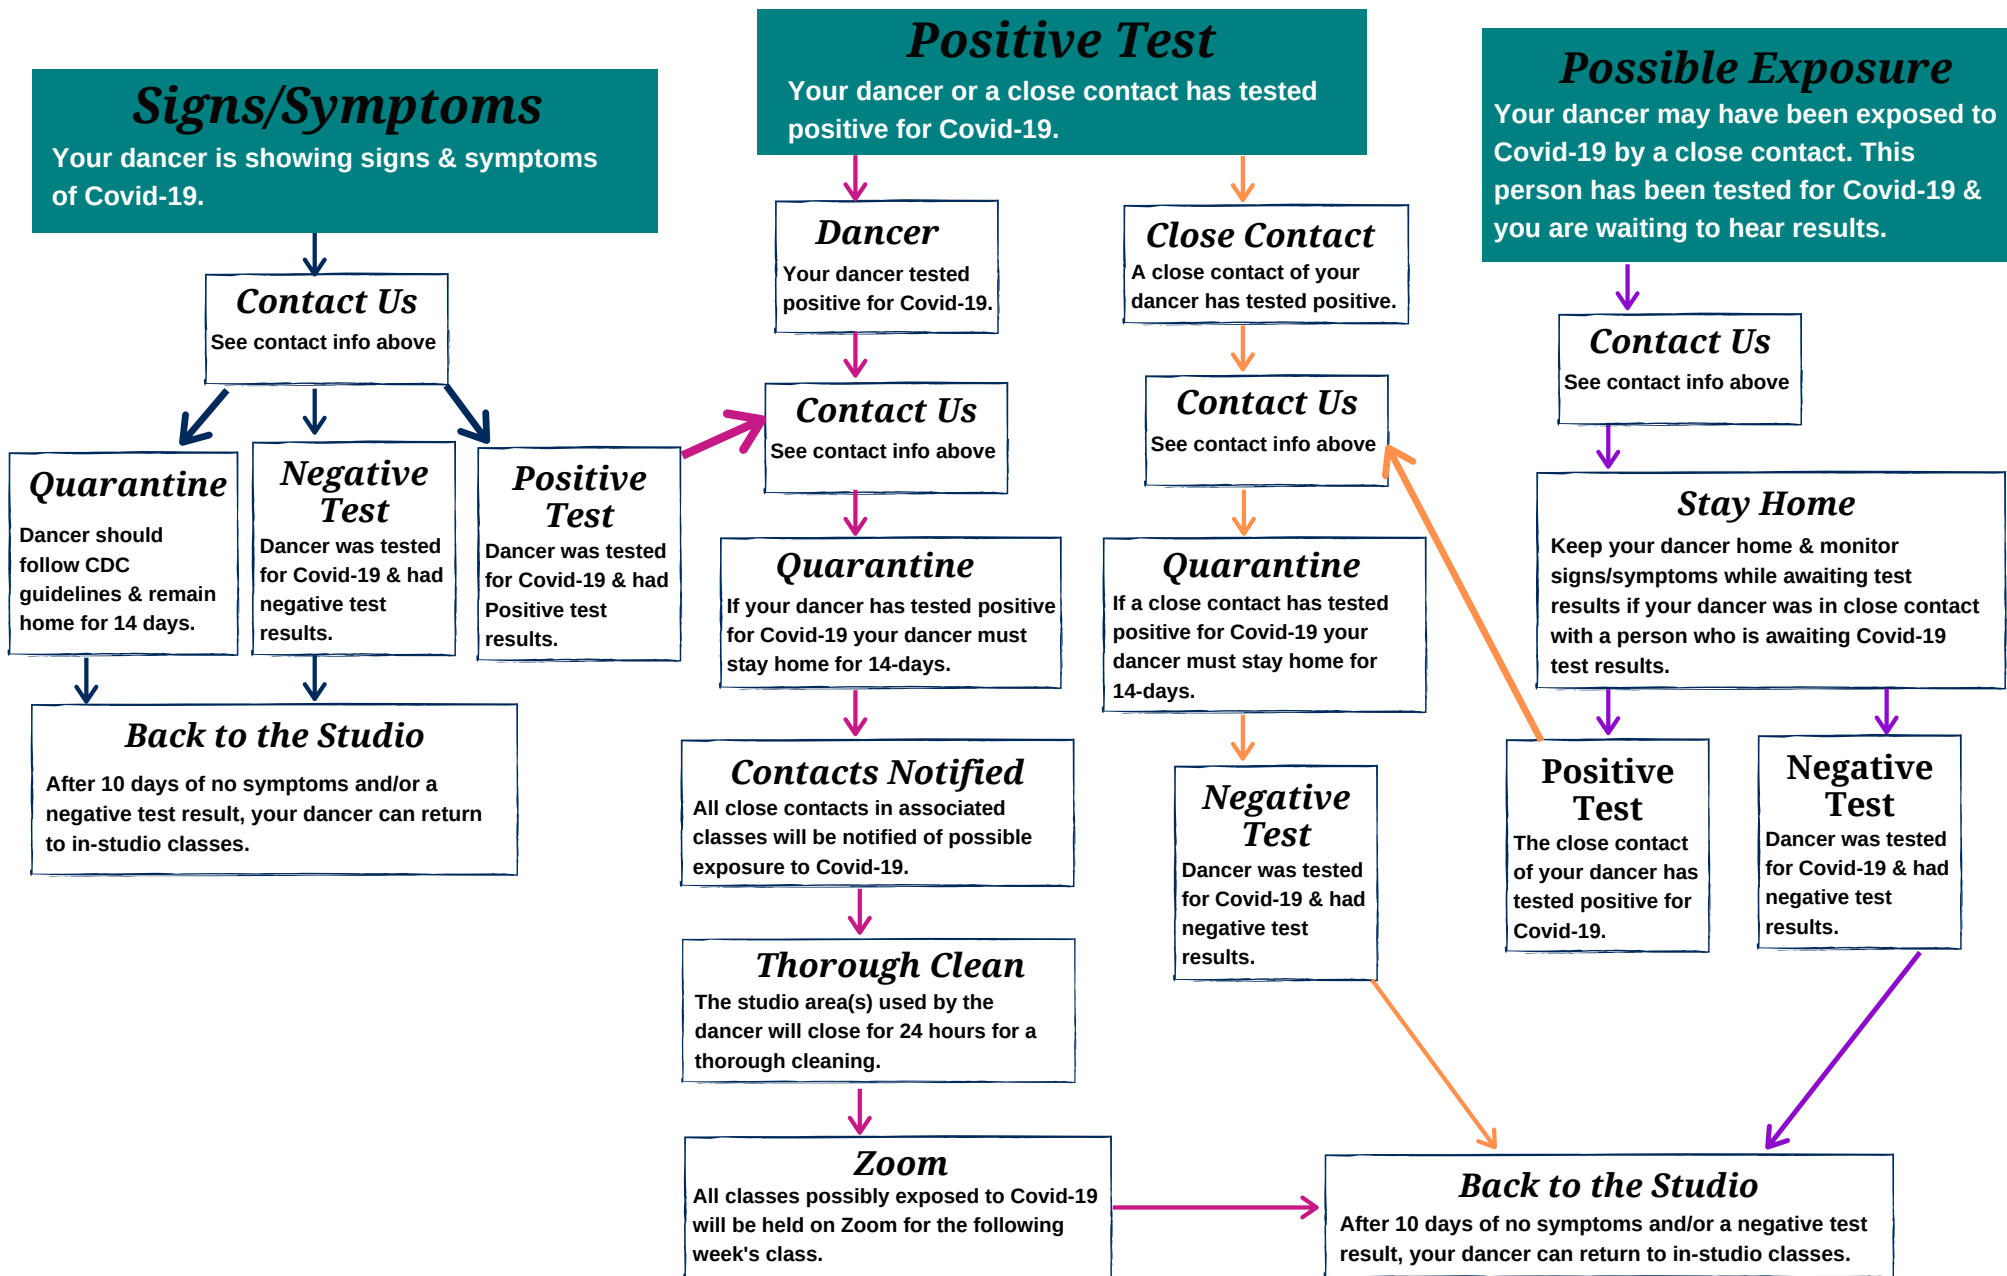 Signs/Symptoms
Your dancer is showing signs & symptoms
of Covid-19.
Contact Us
See contact info above
Quarantine
Dancer should
follow CDC
guidelines & remain
home for 14 days.
Negative
Test
Dancer was tested
for Covid-19 & had
negative test
results.
Positive
Test
Dancer was tested
for Covid-19 & had
Positive test
results.
Back to the Studio
After 10 days of no symptoms and/or a
negative test result, your dancer can return
to in-studio classes.
Positive Test
Your dancer or a close contact has tested
positive for Covid-19.
Dancer
Your dancer tested
positive for Covid-19.
Contact Us
See contact info above
Quarantine
If your dancer has tested positive
for Covid-19 your dancer must
stay home for 14-days.
Contacts Notified
All close contacts in associated
classes will be notified of possible
exposure to Covid-19.
Thorough Clean
The studio area(s) used by the
dancer will close for 24 hours for a
thorough cleaning.
Zoom
All classes possibly exposed to Covid-19
will be held on Zoom for the following
week's class.
Close Contact
A close contact of your
dancer has tested positive.
Contact Us
See contact info above
Quarantine
If a close contact has tested
positive for Covid-19 your
dancer must stay home for
14-days.
Negative
Test
Dancer was tested
for Covid-19 & had
negative test
results.
Possible Exposure
Your dancer may have been exposed to
Covid-19 by a close contact. This
person has been tested for Covid-19 &
you are waiting to hear results.
Contact Us
See contact info above
Stay Home
Keep your dancer home & monitor
signs/symptoms while awaiting test
results if your dancer was in close contact
with a person who is awaiting Covid-19
test results.
Positive
Test
The close contact
of your dancer has
tested positive for
Covid-19.
Negative
Test
Dancer was tested
for Covid-19 & had
negative test
results.
Back to the Studio
After 10 days of no symptoms and/or a negative test
result, your dancer can return to in-studio classes.